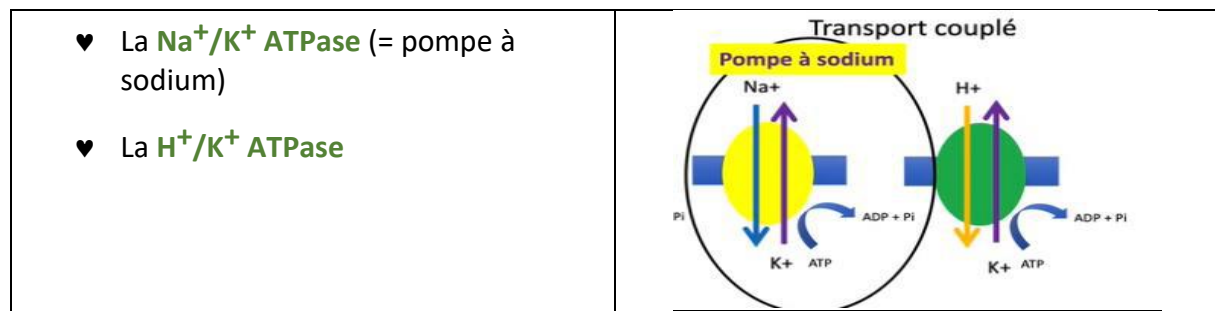 ♥ La Na⁺/K⁺ ATPase (= pompe à
sodium)
♥ La H⁺/K⁺ ATPase
Transport couplé
Pompe à sodium
Na+
H+
Pi
ADP + Pi
ADP + Pi
K+ ATP
K+ ATP